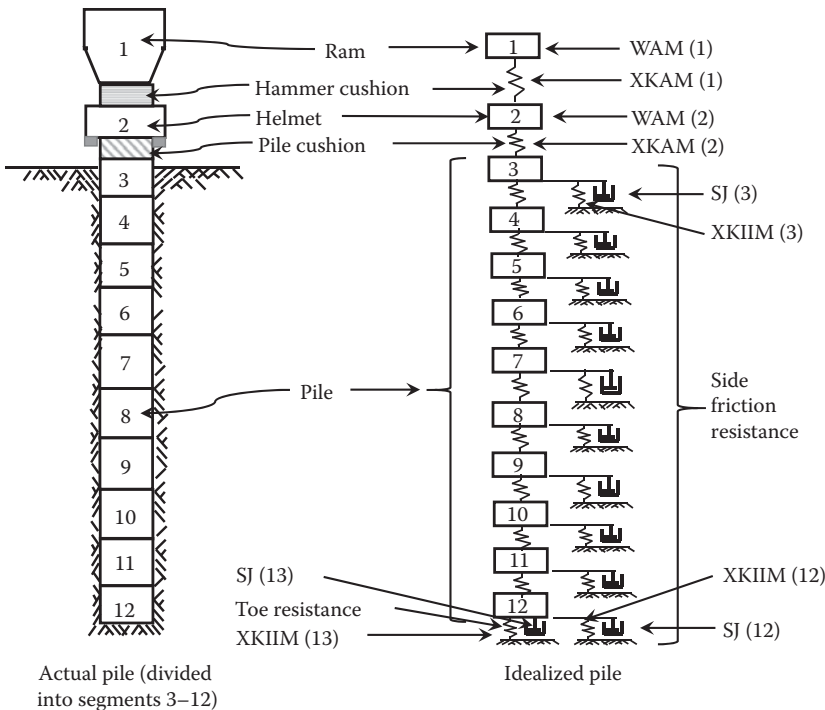 1
Ram
1
WAM (1)
Hammer cushion
XKAM (1)
2
Helmet
2
WAM (2)
Pile cushion
XKAM (2)
3
3
SJ (3)
4
4
XKIIM (3)
5
5
6
6
7
7
Pile
8
8
Side
friction
resistance
9
9
10
10
11
11
SJ (13)
XKIIM (12)
12
12
Toe resistance
XKIIM (13)
SJ (12)
Actual pile (divided
into segments 3–12)
Idealized pile